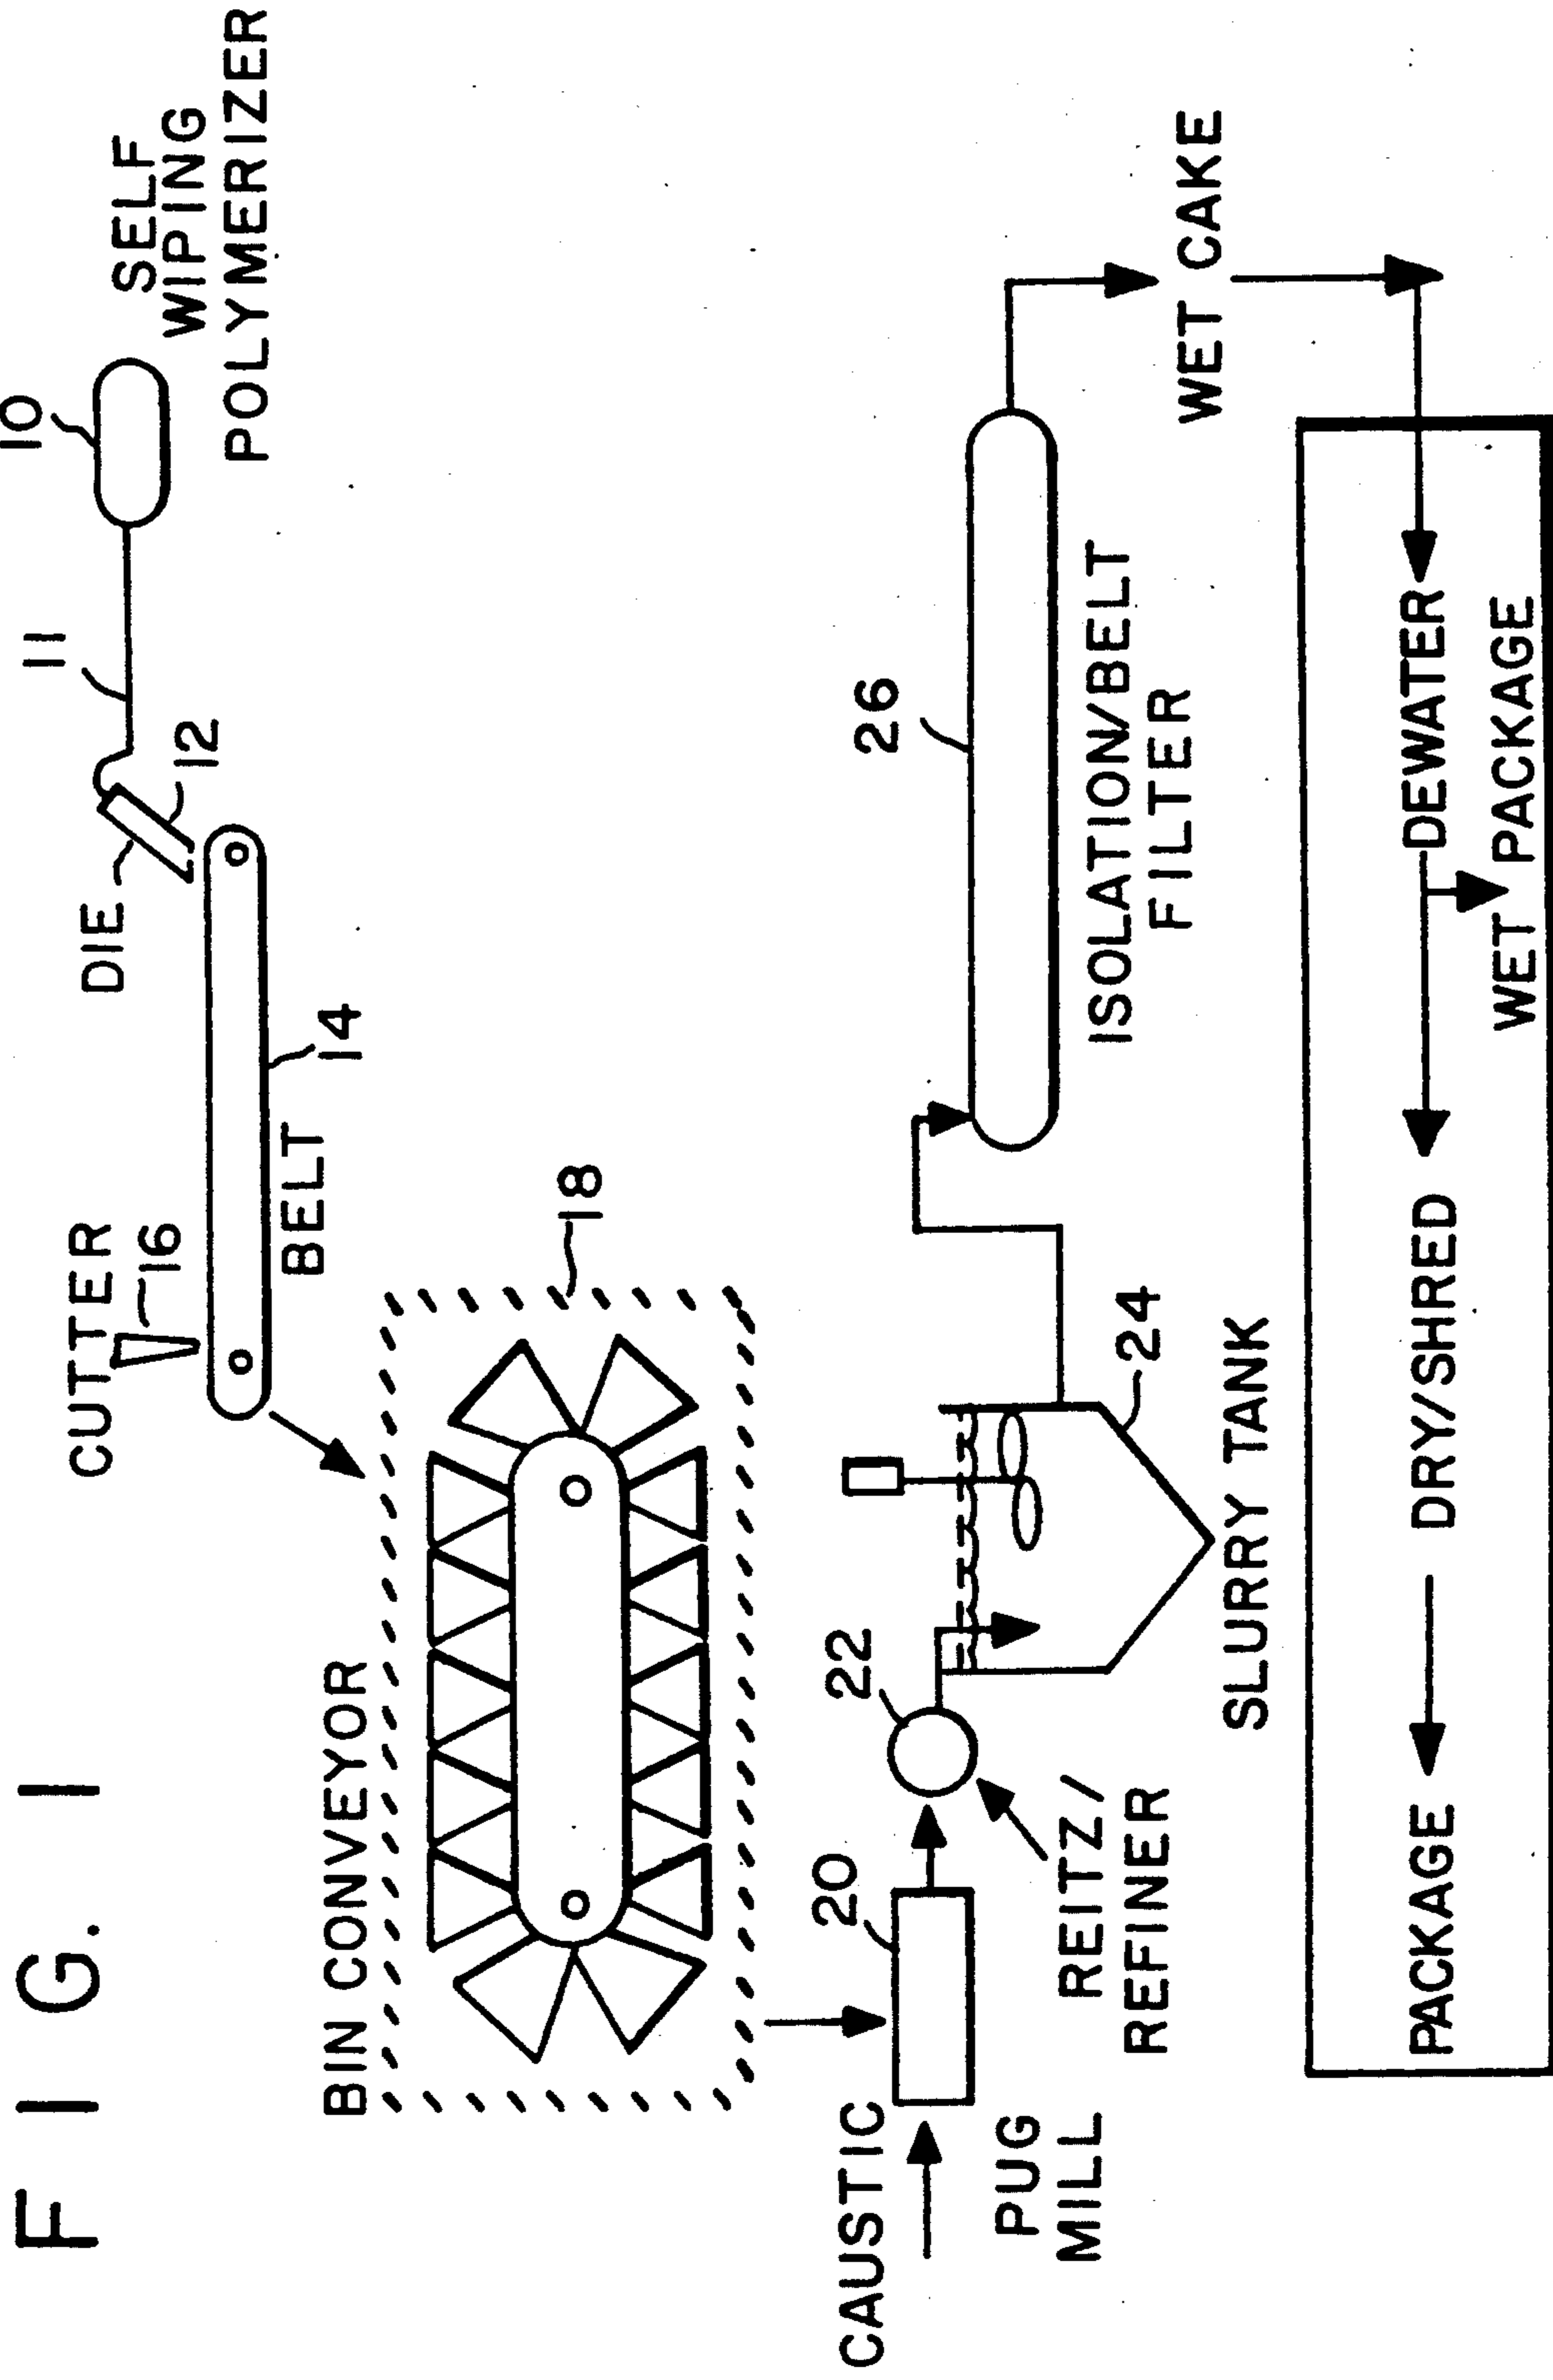 FIG. 1
10
SELF
WIPING
POLYMERIZER
11
DIE
12
CUTTER
16
14
BELT
BIN CONVEYOR
18
CAUSTIC
20
PUG
MILL
22
REITZ/
REFINER
24
SLURRY TANK
26
ISOLATION/BELT
FILTER
WET CAKE
PACKAGE
DRY/SHRED
DEWATER
WET PACKAGE